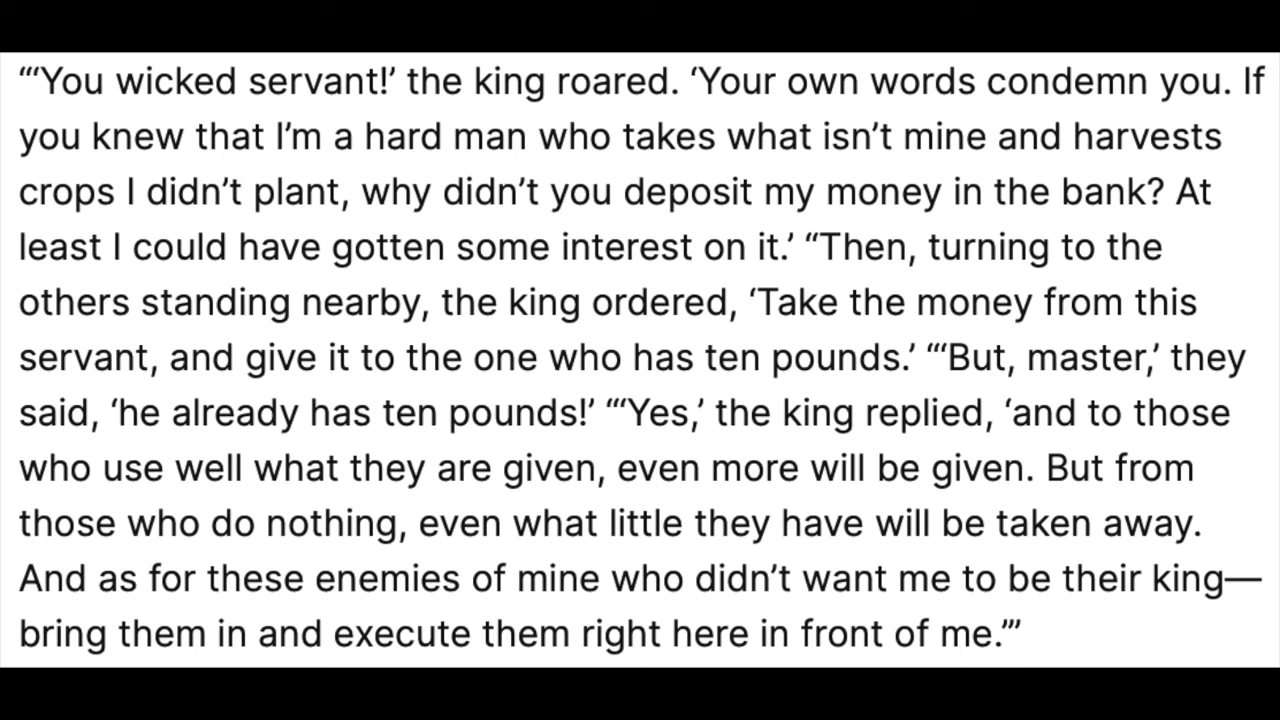 “‘You wicked servant!’ the king roared. ‘Your own words condemn you. If
you knew that I’m a hard man who takes what isn’t mine and harvests
crops I didn’t plant, why didn’t you deposit my money in the bank? At
least I could have gotten some interest on it.’ “Then, turning to the
others standing nearby, the king ordered, ‘Take the money from this
servant, and give it to the one who has ten pounds.’ “‘But, master,’ they
said, ‘he already has ten pounds!’ “‘Yes,’ the king replied, ‘and to those
who use well what they are given, even more will be given. But from
those who do nothing, even what little they have will be taken away.
And as for these enemies of mine who didn’t want me to be their king—
bring them in and execute them right here in front of me.’”